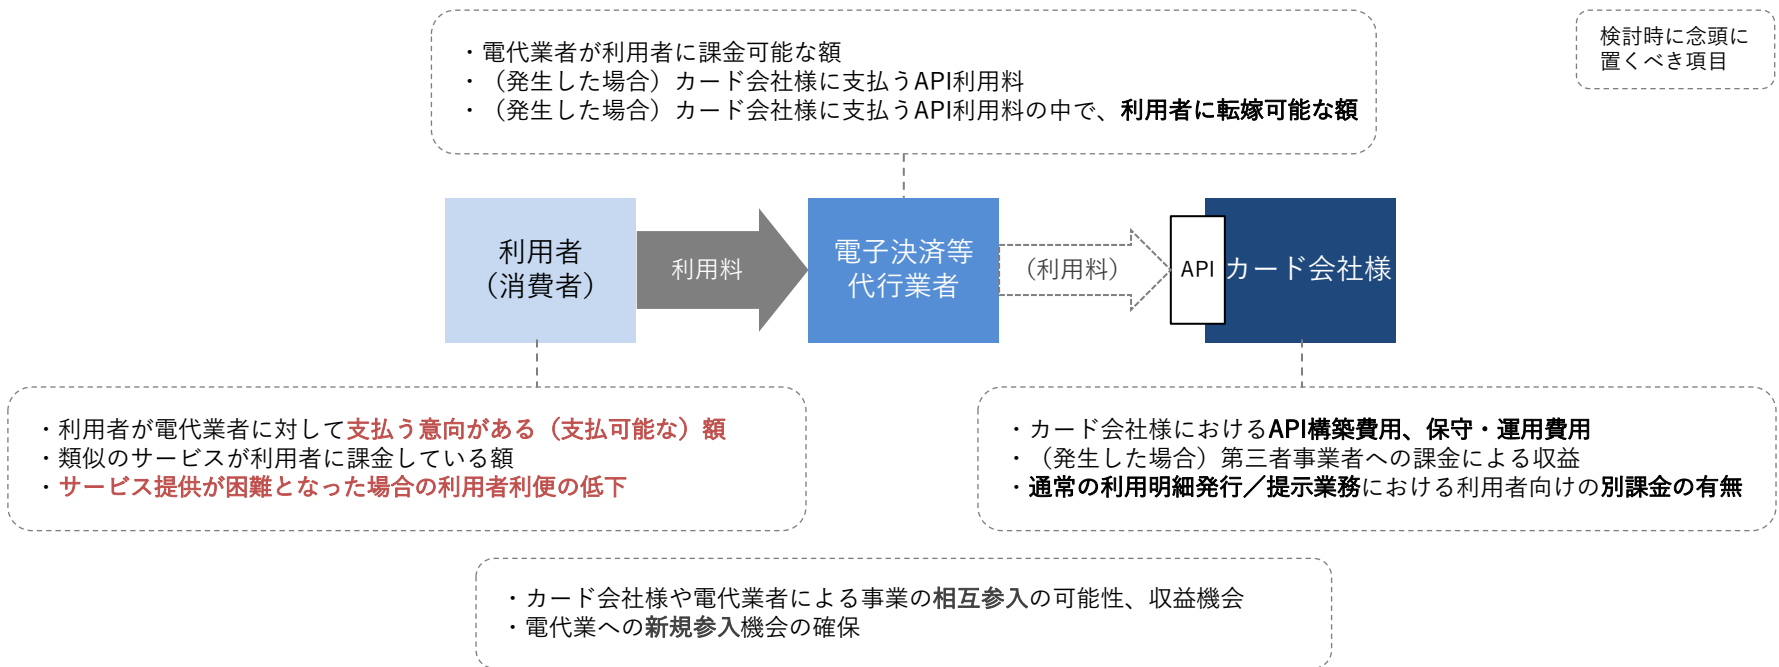 ・電代業者が利用者に課金可能な額
・（発生した場合）カード会社様に支払うAPI利用料
・（発生した場合）カード会社様に支払うAPI利用料の中で、利用者に転嫁可能な額
検討時に念頭に
置くべき項目
利用者
（消費者）
利用料
電子決済等
代行業者
（利用料）
API
カード会社様
・利用者が電代業者に対して支払う意向がある（支払可能な）額
・類似のサービスが利用者に課金している額
・サービス提供が困難となった場合の利用者利便の低下
・カード会社様におけるAPI構築費用、保守・運用費用
・（発生した場合）第三者事業者への課金による収益
・通常の利用明細発行／提示業務における利用者向けの別課金の有無
・カード会社様や電代業者による事業の相互参入の可能性、収益機会
・電代業への新規参入機会の確保